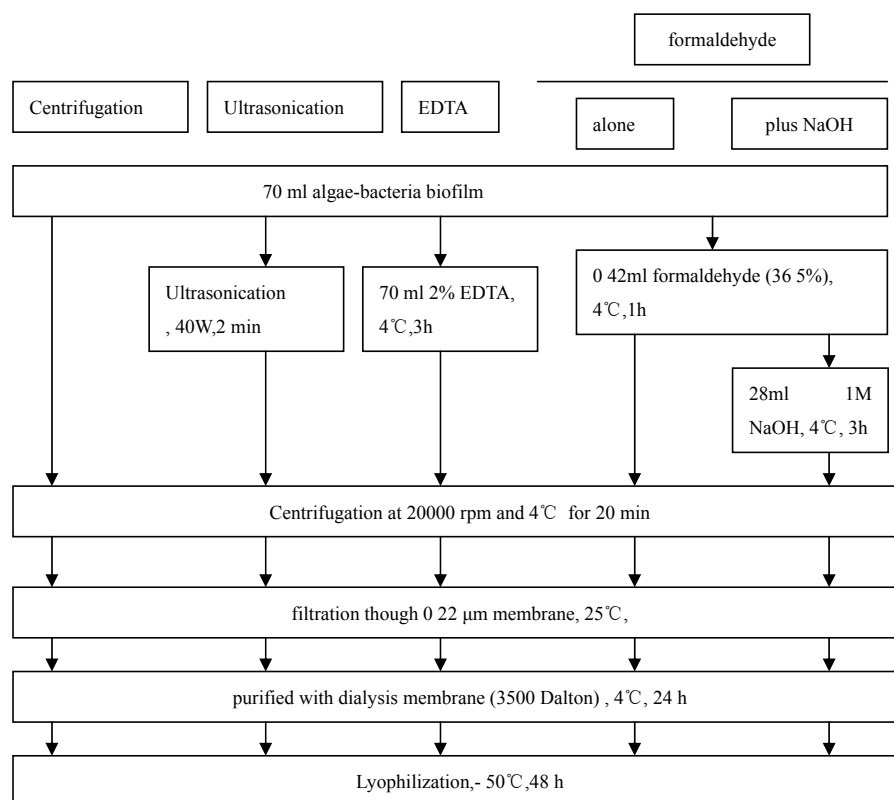 formaldehyde
Centrifugation
Ultrasonication
EDTA
alone
plus NaOH
70 ml algae-bacteria biofilm
Ultrasonication
, 40W,2 min
70 ml 2% EDTA,
4℃,3h
0 42ml formaldehyde (36 5%),
4℃,1h
28ml 1M
NaOH, 4℃, 3h
Centrifugation at 20000 rpm and 4℃ for 20 min
filtration though 0 22 μm membrane, 25℃,
purified with dialysis membrane (3500 Dalton) , 4℃, 24 h
Lyophilization,- 50℃,48 h